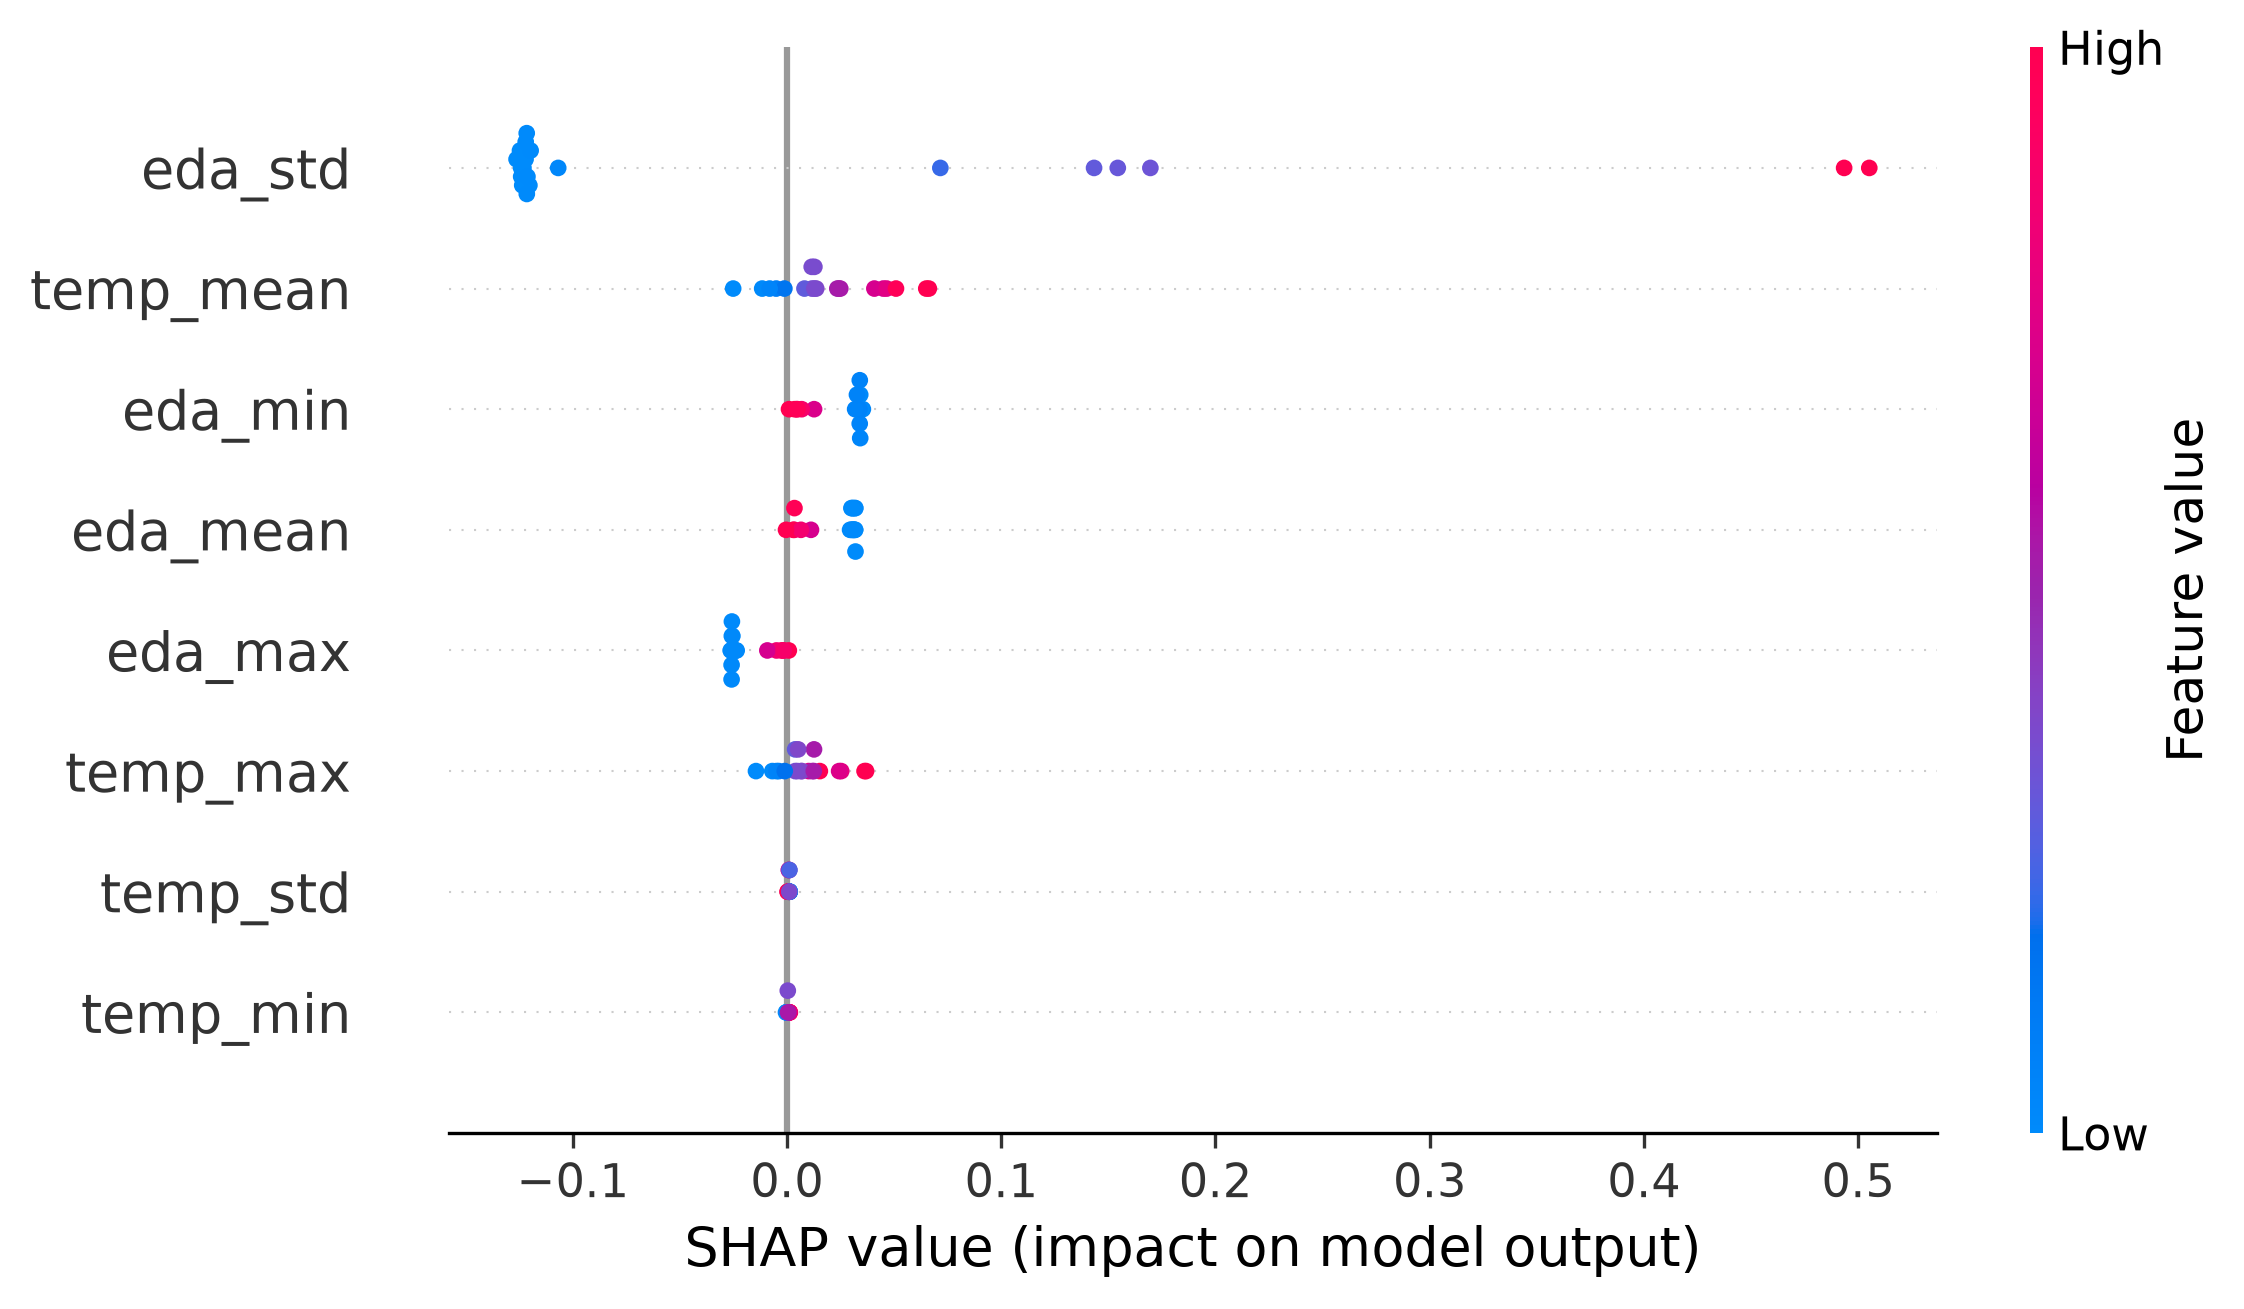 High
eda_std
temp_mean
eda_min
eda_mean
eda_max
temp_max
temp_std
temp_min
Low
−0.1 0.0 0.1 0.2 0.3 0.4 0.5
SHAP value (impact on model output)
Feature value